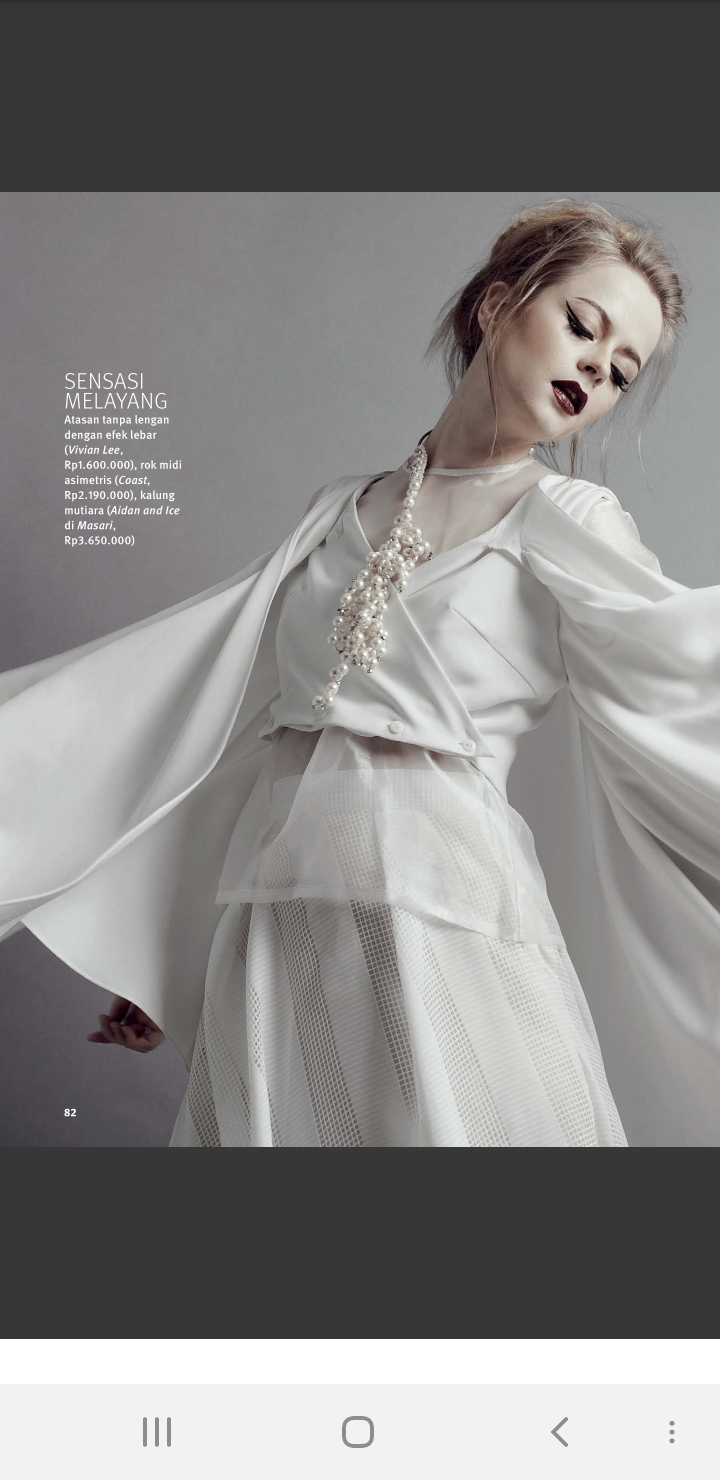 SENSASI
MELAYANG
Atasan tanpa lengan
dengan efek lebar
(Vivian Lee,
Rp1.600.000), rok midi
asimetris (Coast,
Rp2.190.000), kalung
mutiara (Aidan and Ice
di Masari,
Rp3.650.000)
82